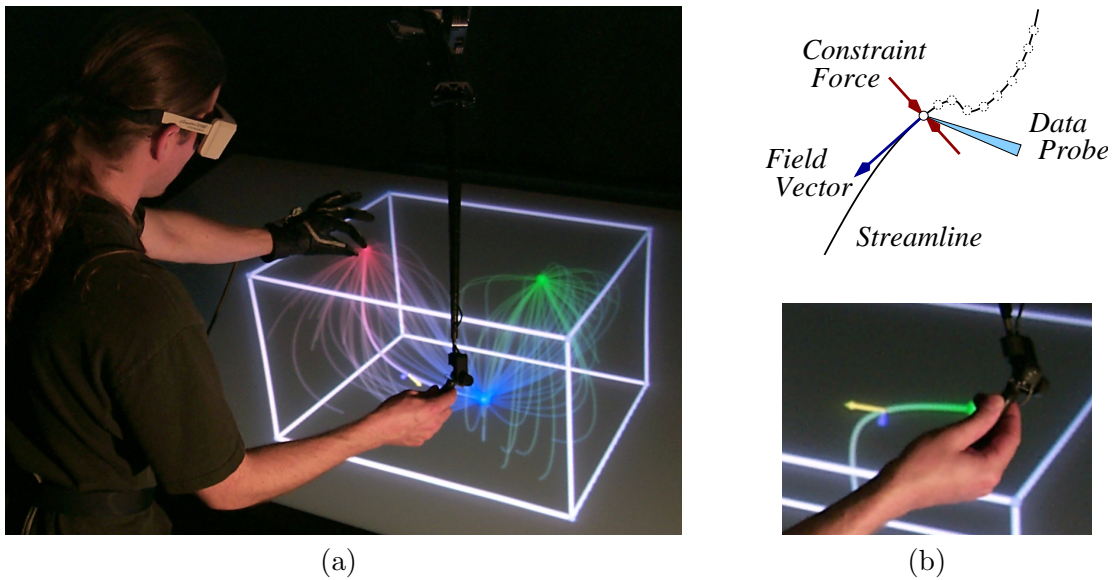 Constraint
Force
Data
Probe
Field
Vector
Streamline
(a)
(b)